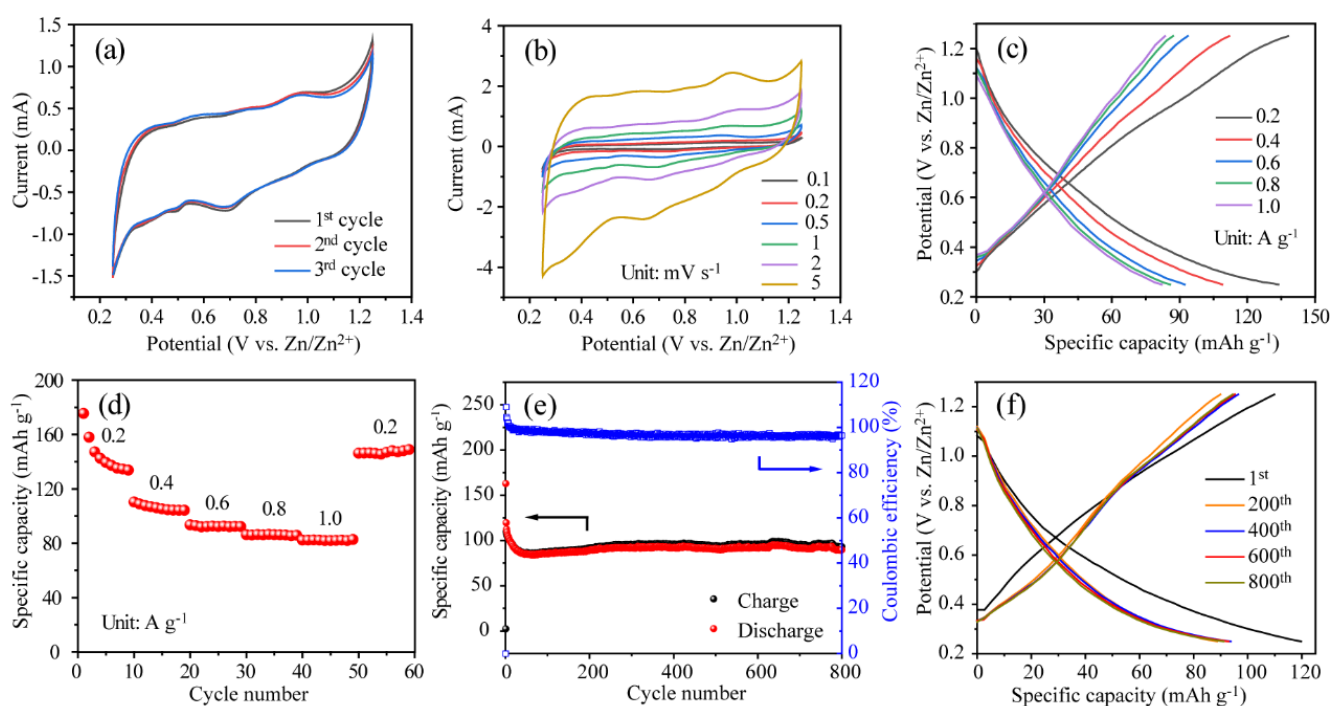 (a)
Current (mA)
1.5
1.0
0.5
0.0
-0.5
-1.0
-1.5
1st cycle
2nd cycle
3rd cycle
0.2 0.4 0.6 0.8 1.0 1.2 1.4
Potential (V vs. Zn/Zn2+)
(b)
Current (mA)
4
2
0
-2
-4
0.1
0.2
0.5
1
2
5
Unit: mV s-1
0.2 0.4 0.6 0.8 1.0 1.2 1.4
Potential (V vs. Zn/Zn2+)
(c)
Potential (V vs. Zn/Zn2+)
1.2
1.0
0.8
0.6
0.4
0.2
0.2
0.4
0.6
0.8
1.0
Unit: A g-1
0 30 60 90 120 150
Specific capacity (mAh g-1)
(d)
Specific capacity (mAh g-1)
200
160
120
80
40
0
0.2
0.4
0.6
0.8
1.0
0.2
Unit: A g-1
0 10 20 30 40 50 60
Cycle number
(e)
Specific capacity (mAh g-1)
250
200
150
100
50
0
Charge
Discharge
120
100
80
60
40
20
0
Coulombic efficiency (%)
0 200 400 600 800
Cycle number
(f)
Potential (V vs. Zn/Zn2+)
1.2
1.0
0.8
0.6
0.4
0.2
1st
200th
400th
600th
800th
0 20 40 60 80 100 120
Specific capacity (mAh g-1)